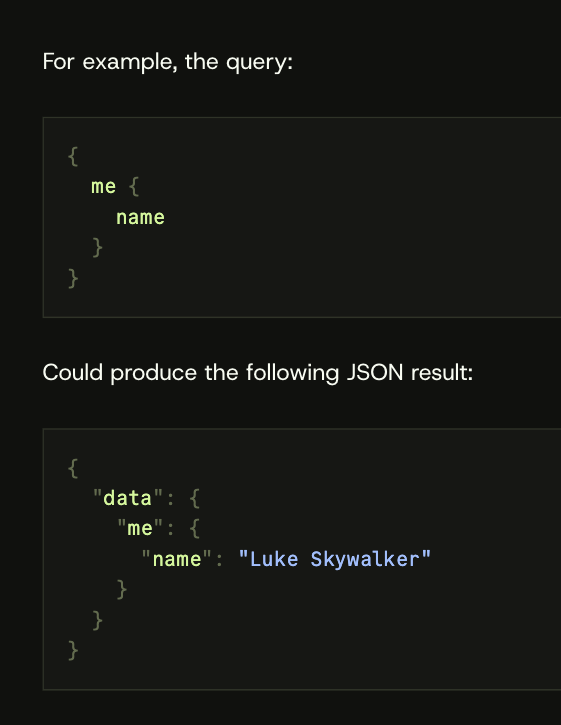 For example, the query:
{
  me {
    name
  }
}
Could produce the following JSON result:
{
  "data": {
    "me": {
      "name": "Luke Skywalker"
    }
  }
}